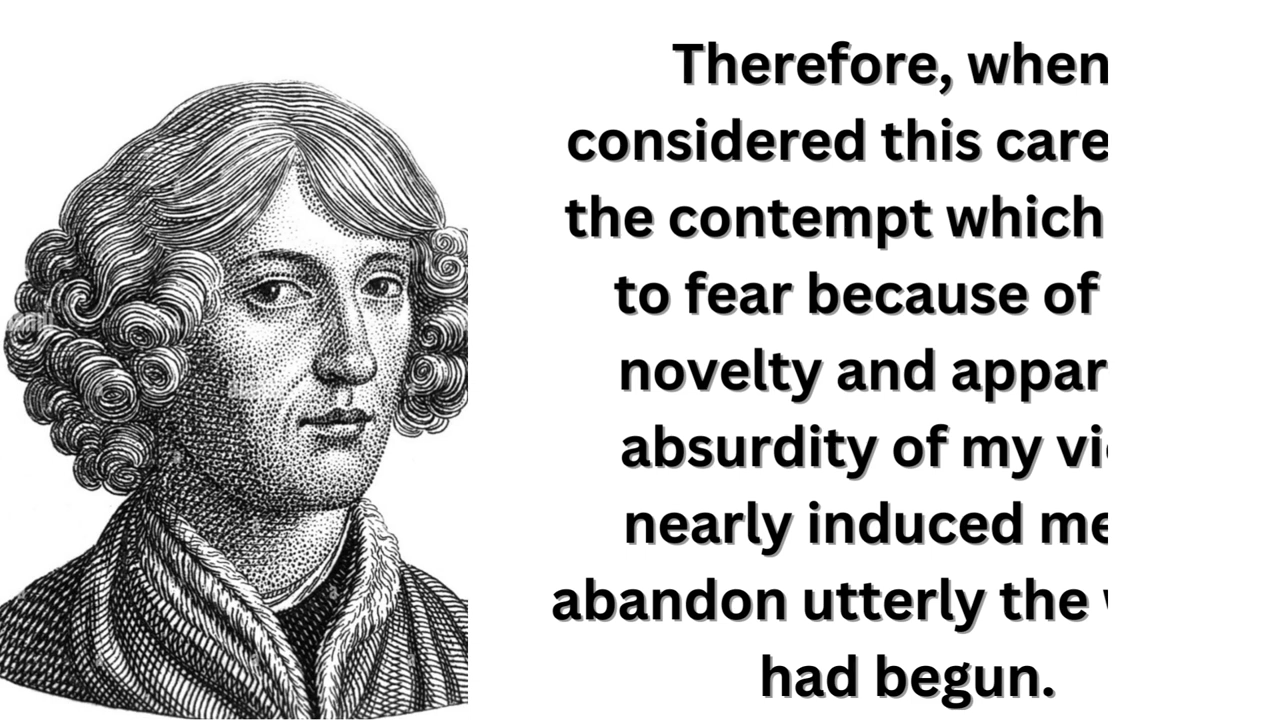 Therefore, when
considered this care
the contempt which
to fear because of
novelty and appar
absurdity of my
nearly induced me
abandon utterly the
had begun.